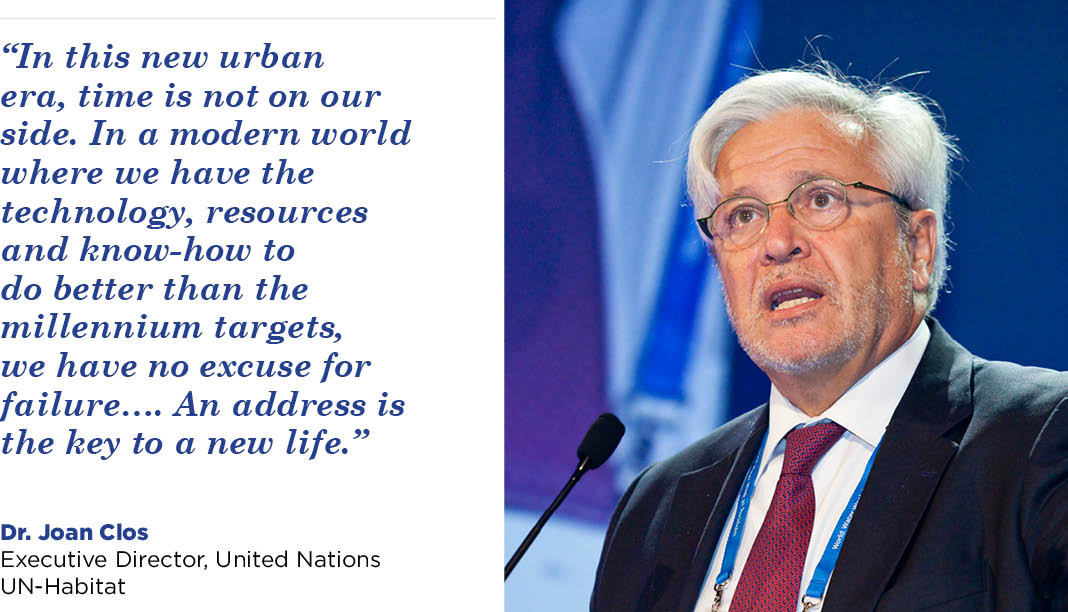 “In this new urban
era, time is not on our
side. In a modern world
where we have the
technology, resources
and know-how to
do better than the
millennium targets,
we have no excuse for
failure.... An address is
the key to a new life.”
Dr. Joan Clos
Executive Director, United Nations
UN-Habitat
World Water